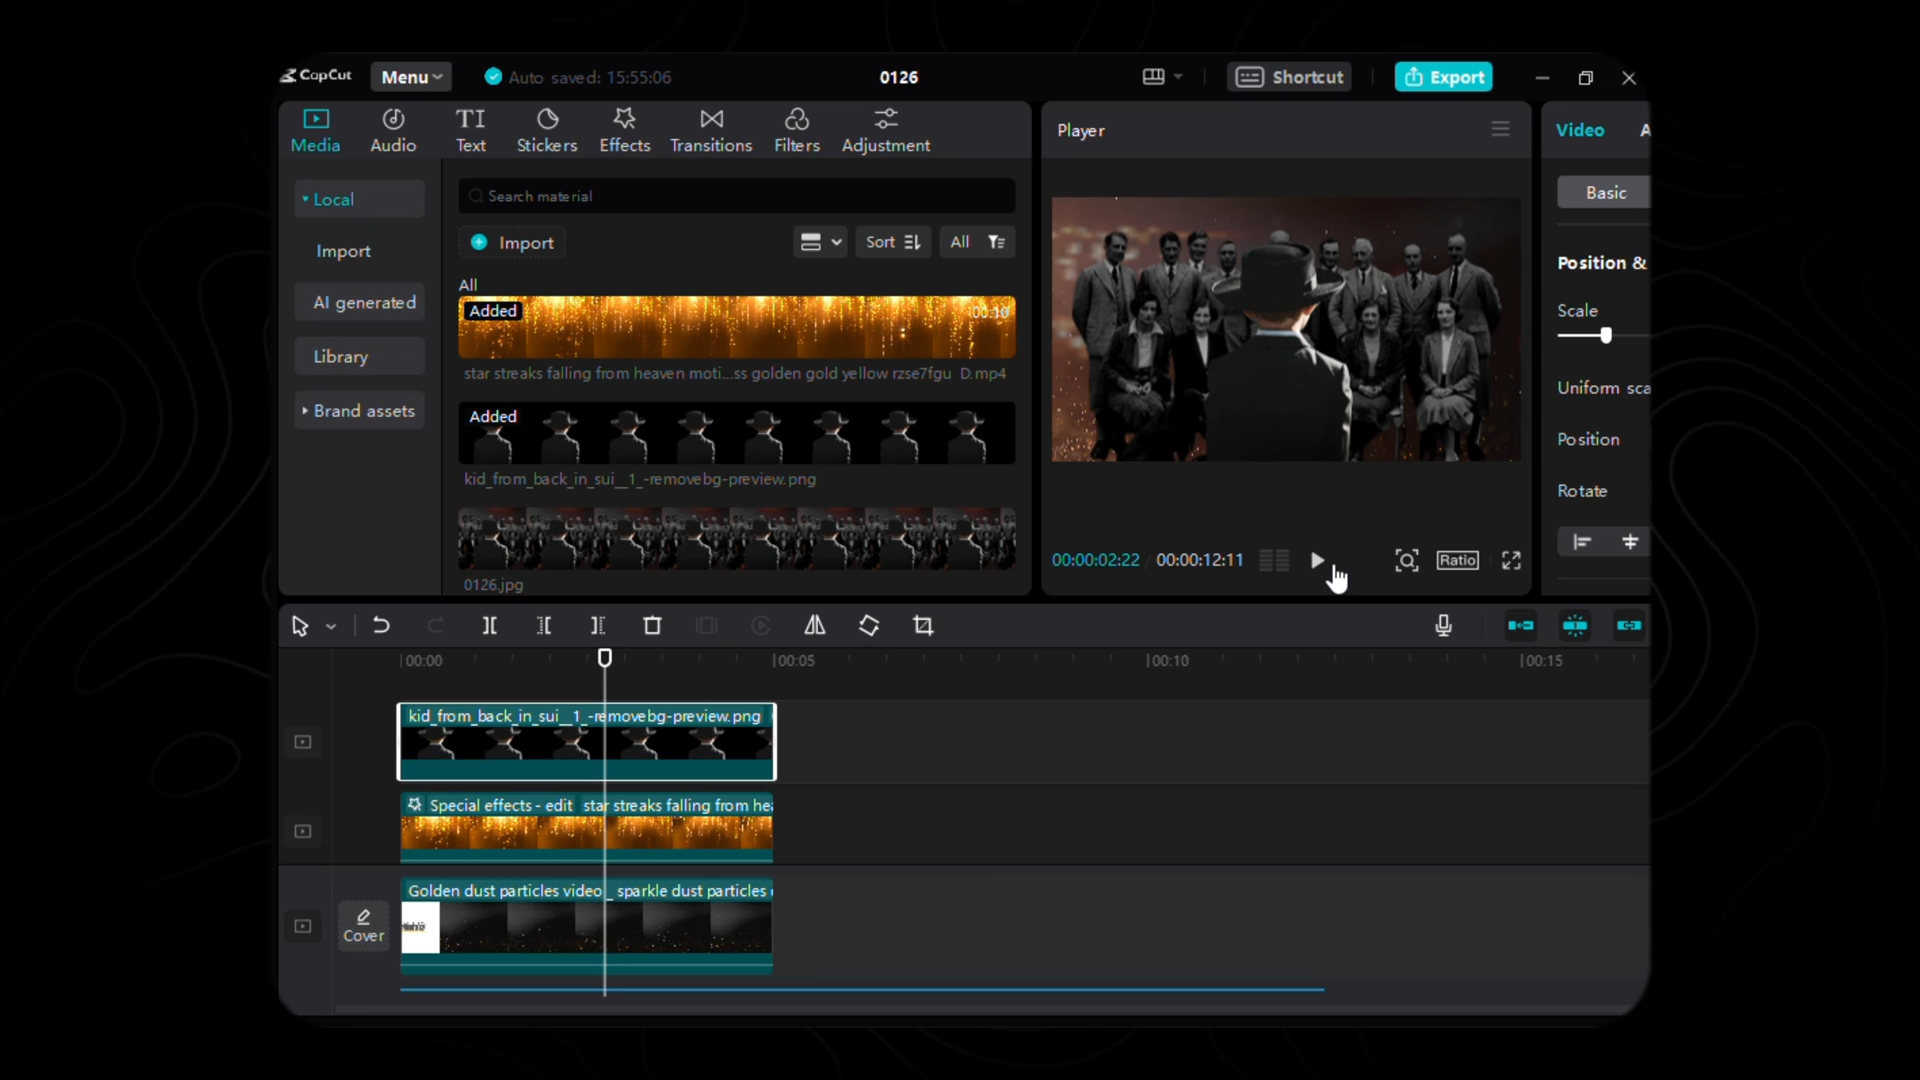 CapCut
Menu
Auto saved: 15:55:06
0126
Shortcut
Export
Media
Audio
TI
Text
Stickers
Effects
Transitions
Filters
Adjustment
Player
Video
A
Local
Import
AI generated
Library
Brand assets
Search material
Import
Sort
All
All
Added
00:10
star streaks falling from heaven moti...ss golden gold yellow rzse7fgu D.mp4
Added
kid_from_back_in_sui__1_-removebg-preview.png
0126.jpg
00:00:02:22
00:00:12:11
Ratio
Basic
Position &
Scale
Uniform sca
Position
Rotate
00:00
00:05
00:10
00:15
kid_from_back_in_sui__1_-removebg-preview.png
Special effects - edit star streaks falling from hea
Golden dust particles video _ sparkle dust particles
Cover